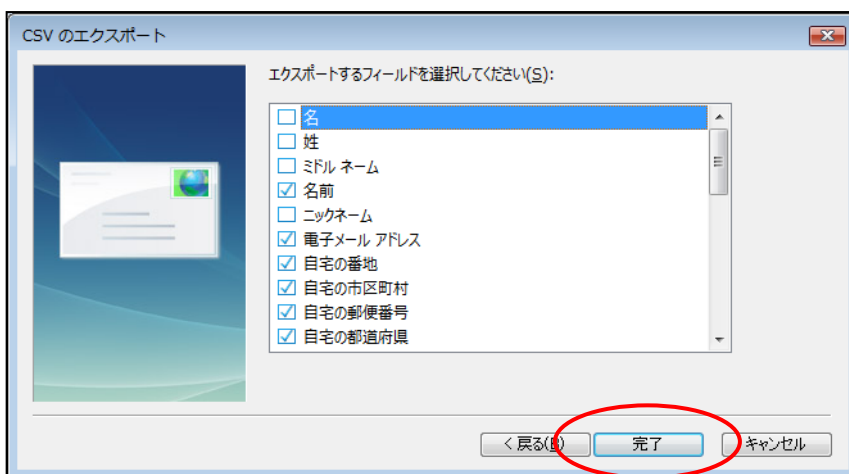 CSV のエクスポート
エクスポートするフィールドを選択してください(S):
名
姓
ミドル ネーム
名前
ニックネーム
電子メール アドレス
自宅の番地
自宅の市区町村
自宅の郵便番号
自宅の都道府県
< 戻る(B) 完了 キャンセル